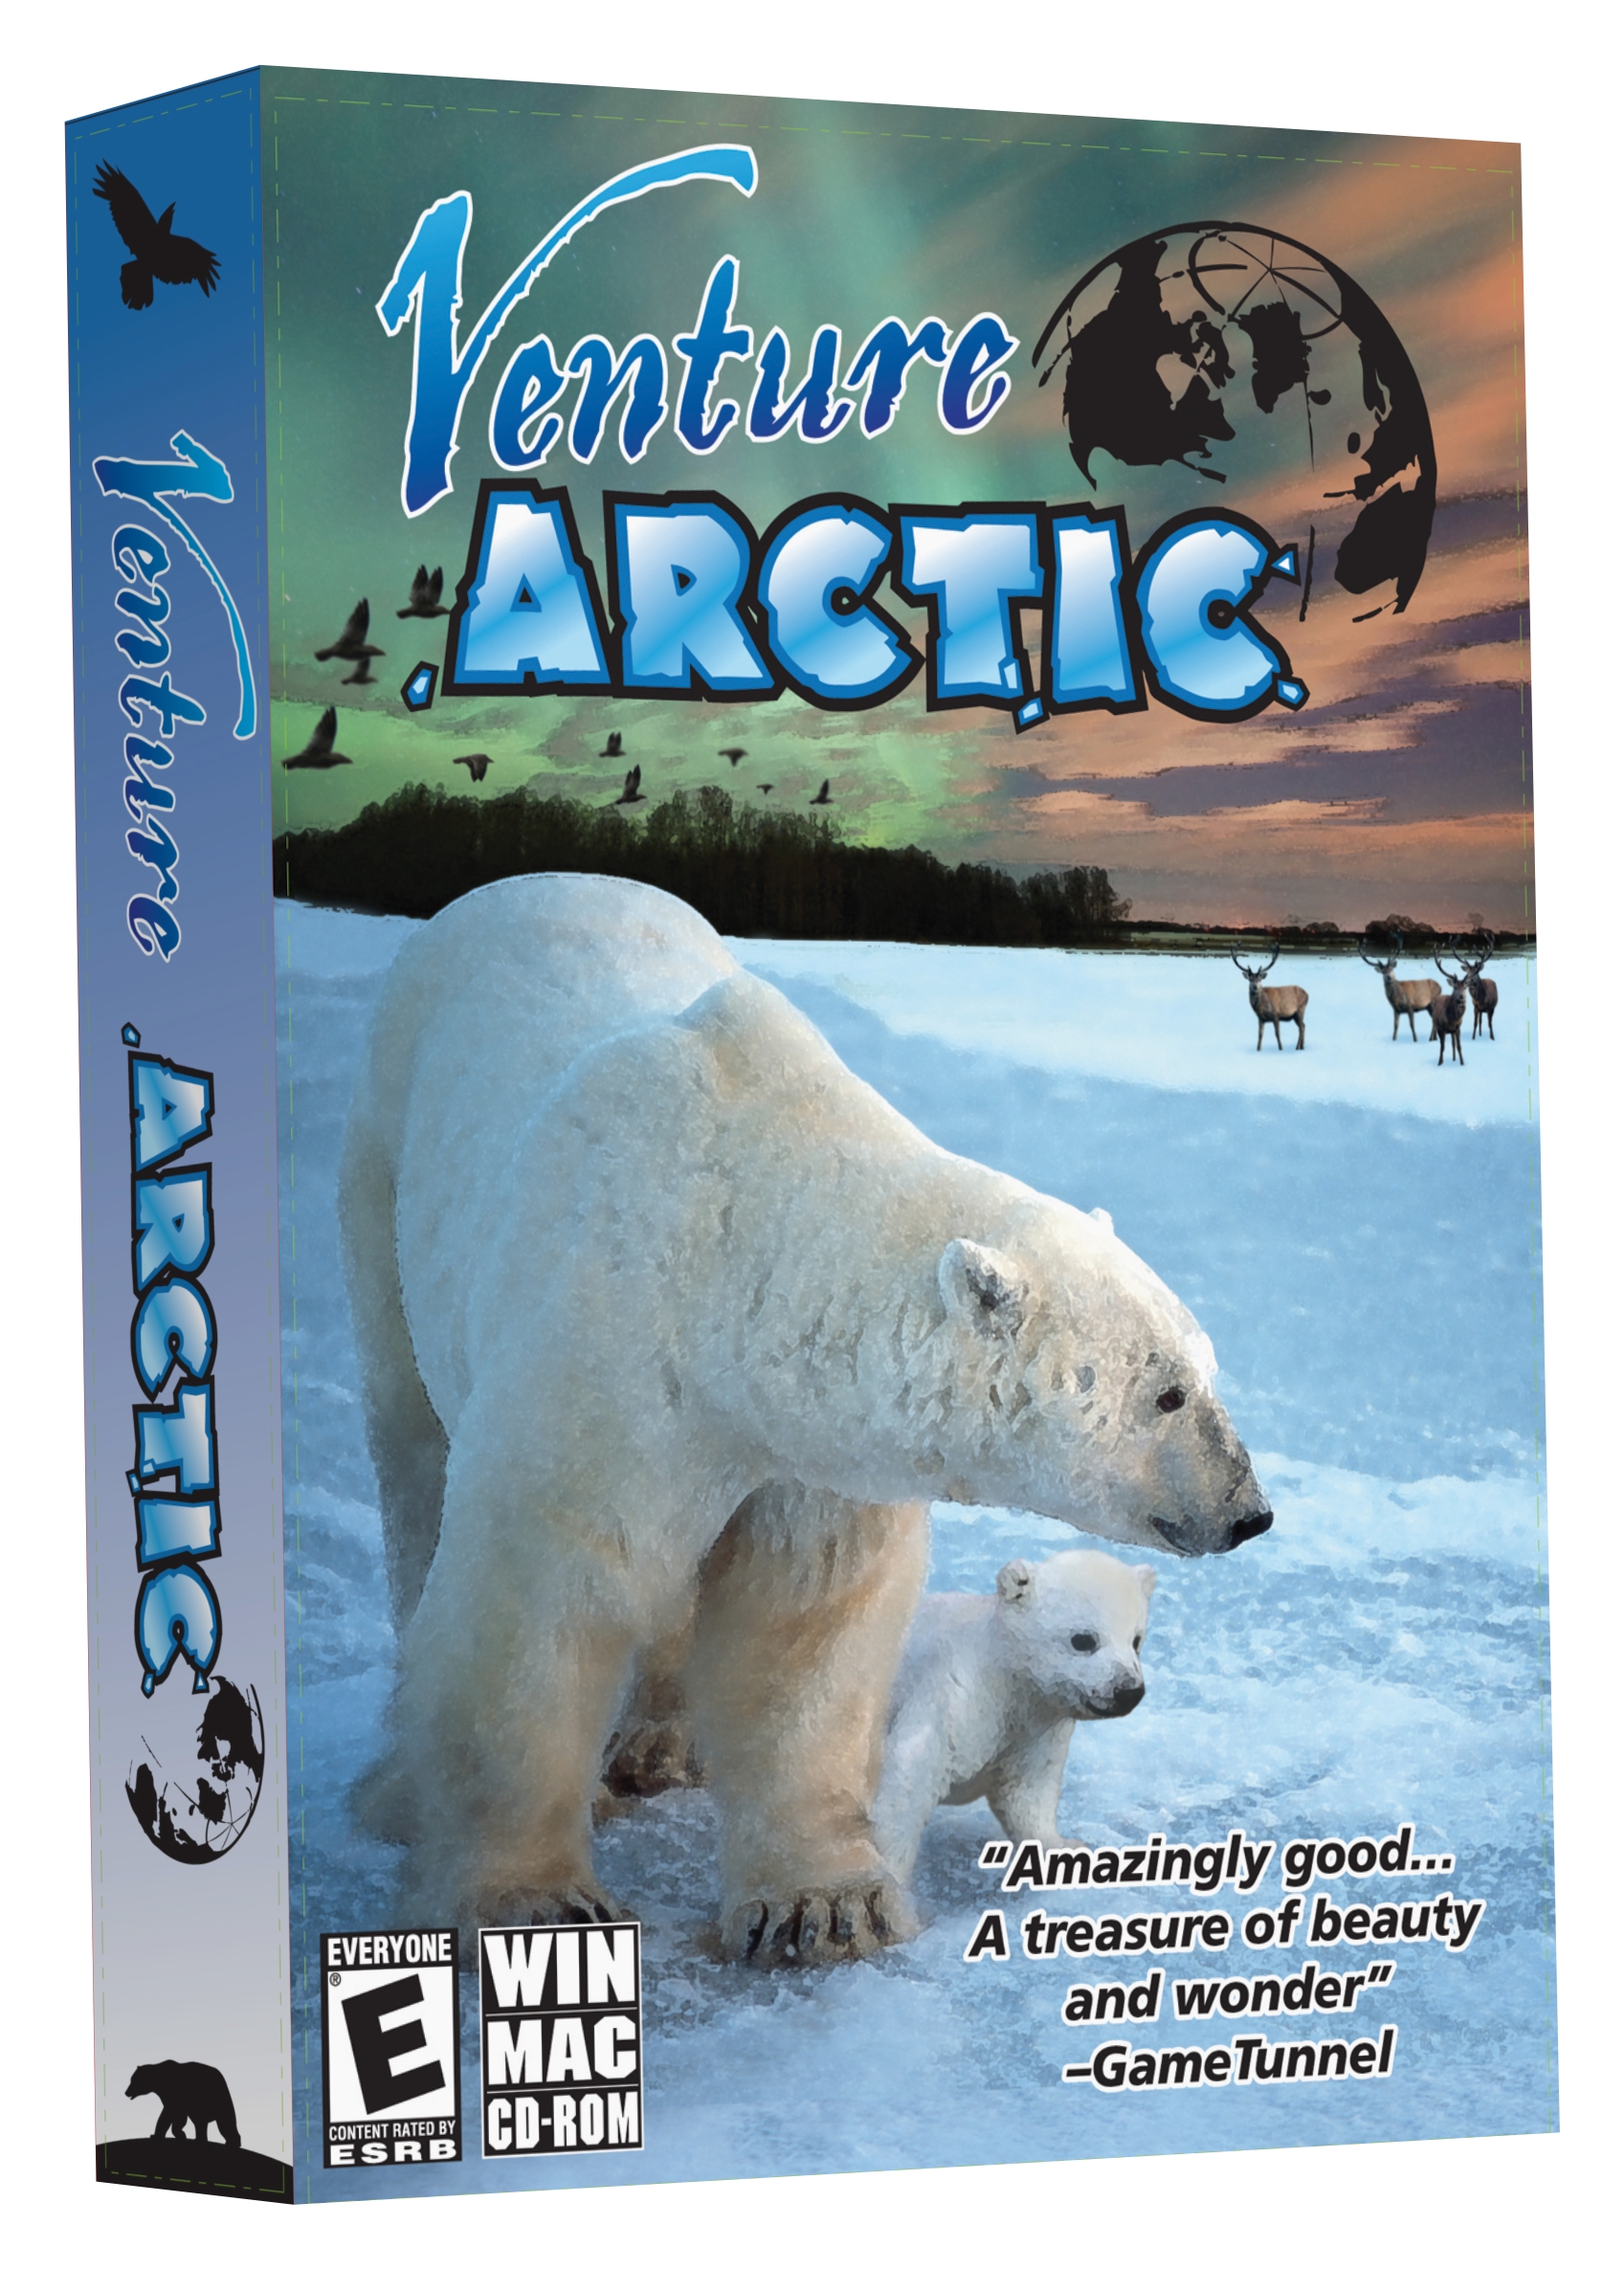 Venture
ARCTIC
Venture
ARCTIC
"Amazingly good...
A treasure of beauty
and wonder"
–GameTunnel
EVERYONE
®
E
CONTENT RATED BY
ESRB
WIN
MAC
CD-ROM